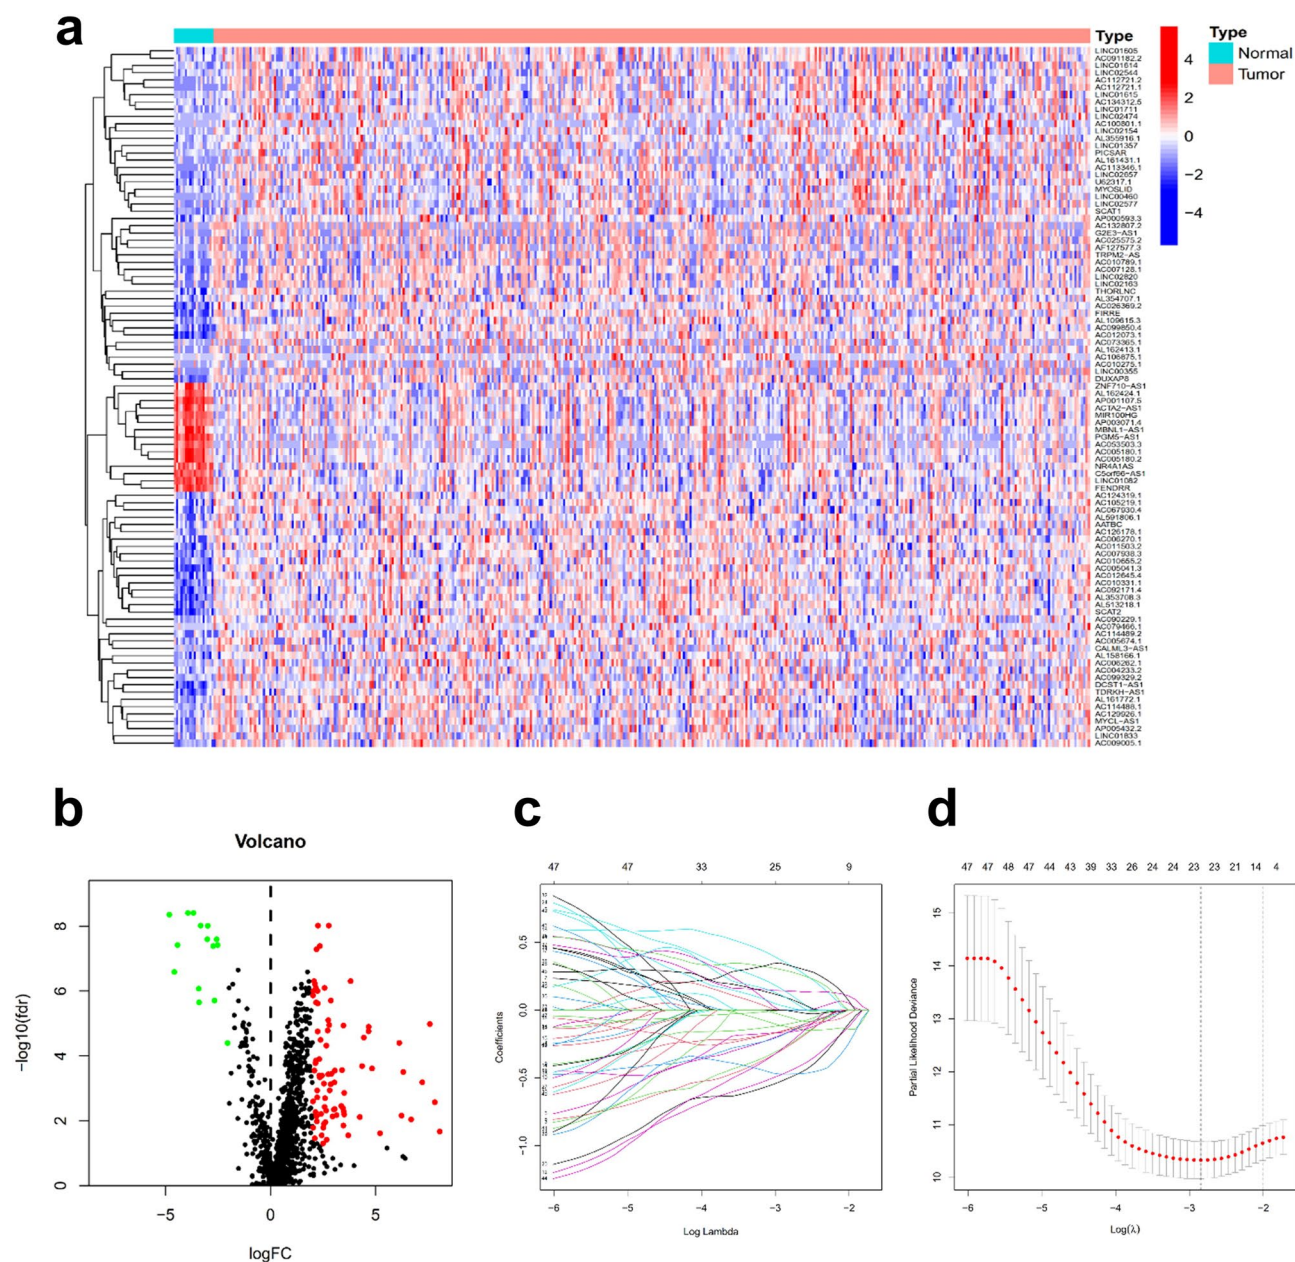 a
Type
4
2
0
−2
−4
Type
Normal
Tumor
LINC01605
AC091182.2
LINC01614
LINC02544
AC112721.2
AC112721.1
LINC01615
AC134312.5
LINC01711
LINC02474
AC100801.1
LINC02154
AL355916.1
LINC01357
PICSAR
AL161431.1
AC113346.1
LINC02057
U62317.1
MYOSLID
LINC00460
LINC02577
SCAT1
AP000593.3
AC132807.2
G2E3−AS1
AC025575.2
AF127577.3
TRPM2−AS
AC010789.1
AC007128.1
LINC02820
LINC02163
THORLNC
AL354707.1
AC026369.2
FIRRE
AL109615.3
AC099850.4
AC012073.1
AC073365.1
AL162413.1
AC106875.1
AC010275.1
LINC00355
DUXAP8
ZNF710−AS1
AL162424.1
AP001107.5
ACTA2−AS1
MIR100HG
AP003071.4
MBNL1−AS1
PGM5−AS1
AC053503.3
AC005180.1
AC005180.2
NR4A1AS
C5orf66−AS1
LINC01082
FENDRR
AC124319.1
AC105219.1
AC067930.4
AL591806.1
AATBC
AC126178.1
AC006270.1
AC011503.2
AC007938.3
AC010655.2
AC005041.3
AC012645.4
AC010331.1
AC092171.4
AL353708.3
AL513218.1
SCAT2
AC090229.1
AC079466.1
AC114489.2
AC005674.1
CALML3−AS1
AL158166.1
AC006262.1
AC004233.2
AC099329.2
DCST1−AS1
TDRKH−AS1
AL161772.1
AC114488.1
AC129926.1
MYCL−AS1
AP005432.2
LINC01833
AC009005.1
b
Volcano
−log10(fdr)
8
6
4
2
0
−5 0 5
logFC
c
47 47 33 25 9
Coefficients
0.5
0.0
−0.5
−1.0
−6 −5 −4 −3 −2
Log Lambda
d
47 47 48 47 44 43 39 33 26 24 24 23 23 21 14 4
Partial Likelihood Deviance
15
14
13
12
11
10
−6 −5 −4 −3 −2
Log(λ)